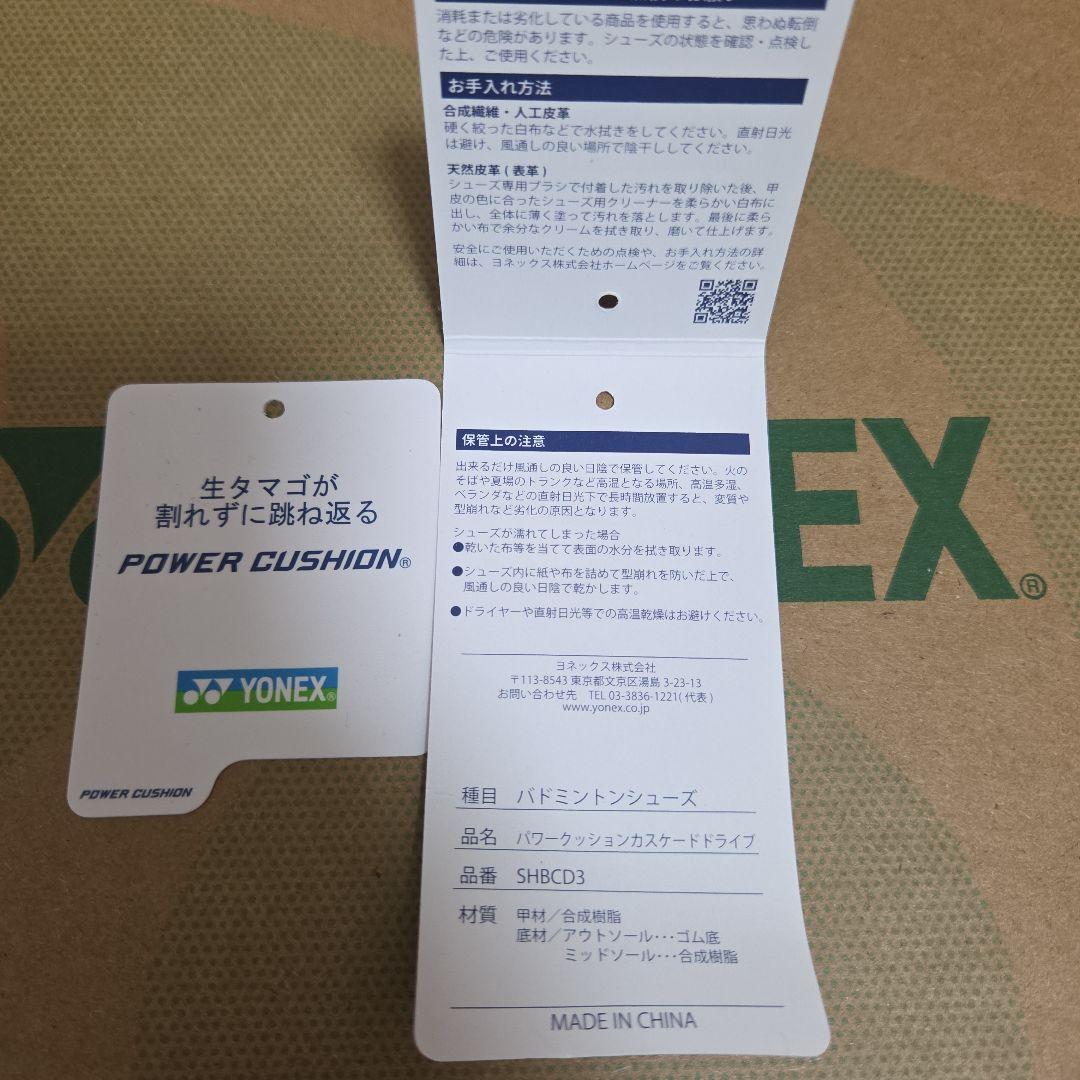 消耗または劣化している商品を使用すると、思わぬ転倒
などの危険があります。シューズの状態を確認・点検し
た上、ご使用ください。
お手入れ方法
合成繊維・人工皮革
硬く絞った白布などで水拭きをしてください。直射日光
は避け、風通しの良い場所で陰干ししてください。
天然皮革(表革)
シューズ専用ブラシで付着した汚れを取り除いた後、甲
皮の色に合ったシューズ用クリーナーを柔らかい白布に
出し、全体に薄く塗って汚れを落とします。最後に柔ら
かい布で余分なクリームを拭き取り、磨いて仕上げます。
安全にご使用いただくための点検や、お手入れ方法の詳
細は、ヨネックス株式会社ホームページをご覧ください。
生タマゴが
割れずに跳ね返る
POWER CUSHION®
YONEX®
POWER CUSHION
保管上の注意
出来るだけ風通しの良い日陰で保管してください。火の
そばや夏場のトランクなど高温となる場所、高温多湿、
ベランダなどの直射日光下で長時間放置すると、変質や
型崩れなど劣化の原因となります。
シューズが濡れてしまった場合
●乾いた布等を当てて表面の水分を拭き取ります。
●シューズ内に紙や布を詰めて型崩れを防いだ上で、
風通しの良い日陰で乾かします。
●ドライヤーや直射日光等での高温乾燥はお避けください。
ヨネックス株式会社
〒113-8543 東京都文京区湯島 3-23-13
お問い合わせ先 TEL 03-3836-1221(代表)
www.yonex.co.jp
種目 バドミントンシューズ
品名 パワークッションカスケードドライブ
品番 SHBCD3
材質 甲材／合成樹脂
底材／アウトソール･･･ゴム底
ミッドソール･･･合成樹脂
MADE IN CHINA
EX®